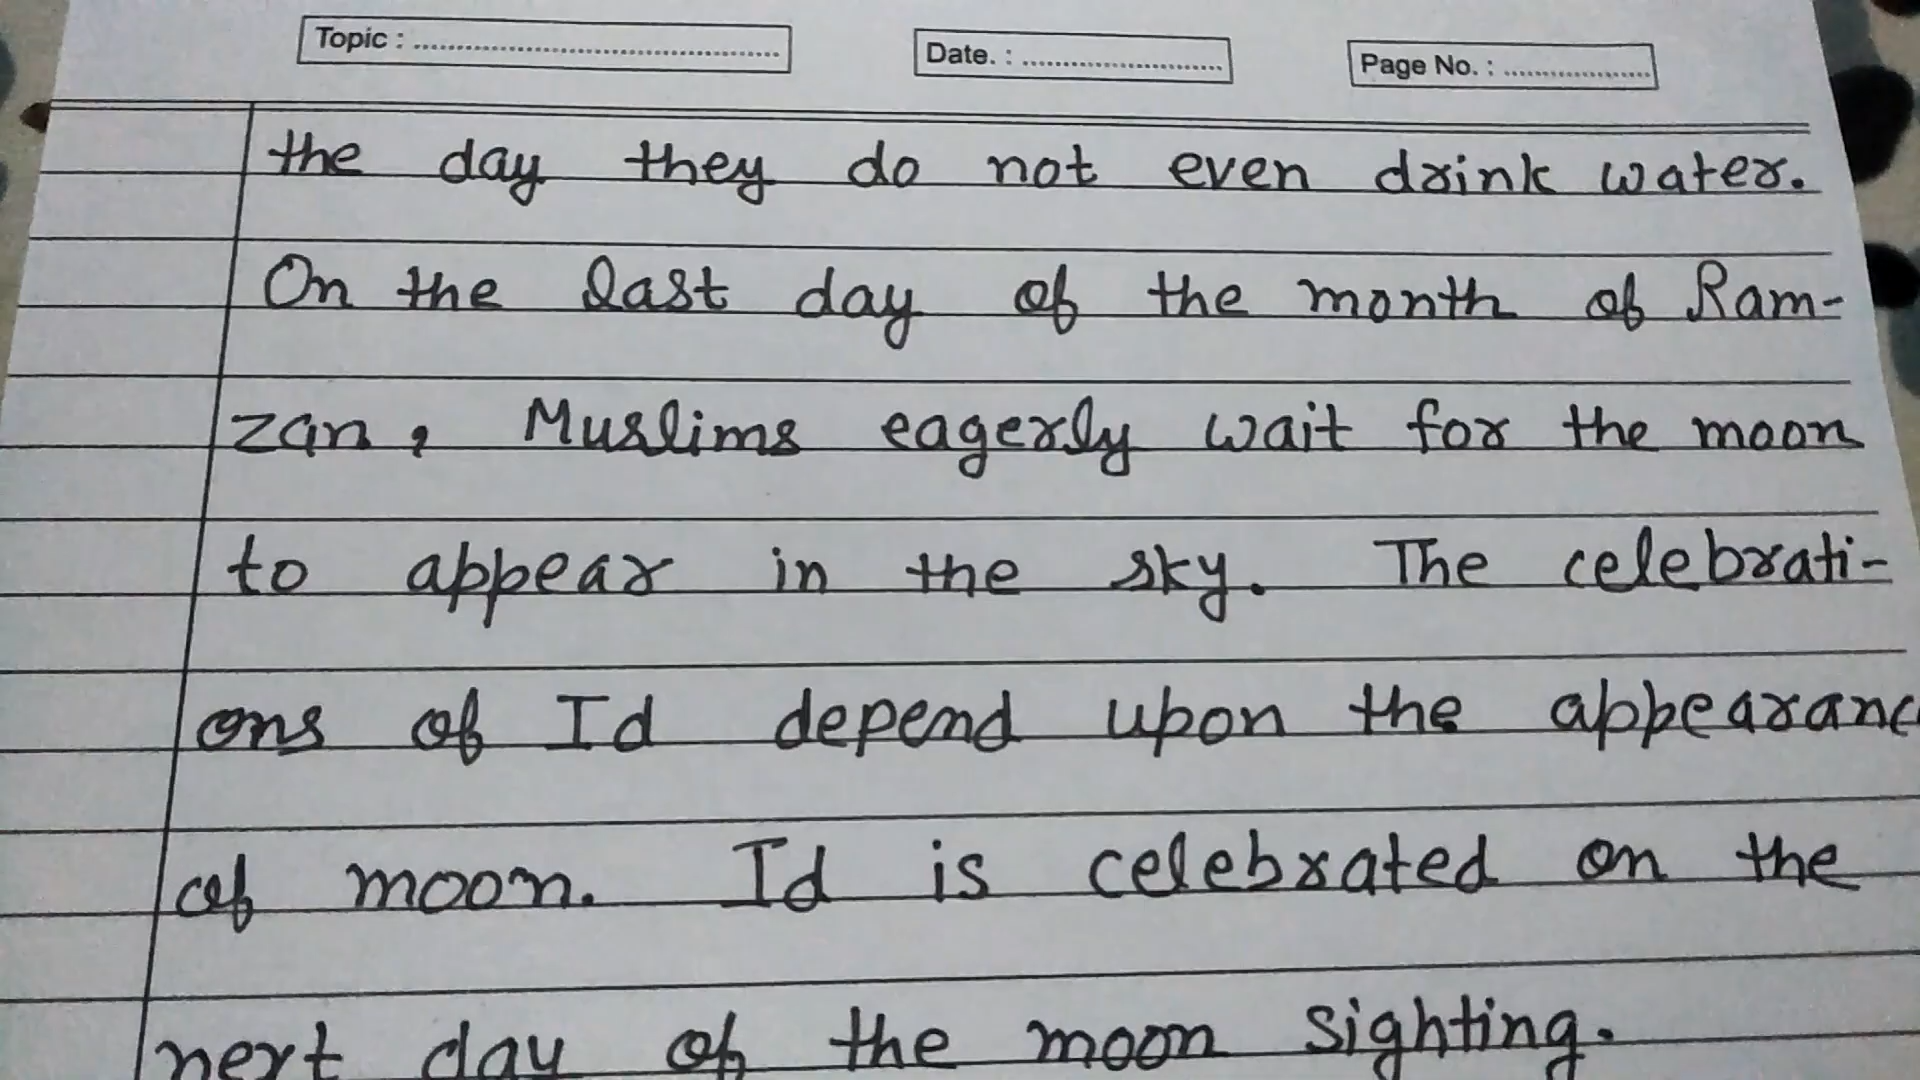 Topic : ........................................
Date. : ..........................
Page No. : ....................
the day they do not even drink water.
On the last day of the month of Ram-
zan, Muslims eagerly wait for the moon
to appear in the sky. The celebrati-
ons of Id depend upon the appearanc
of moon. Id is celebrated on the
next day of the moon sighting.